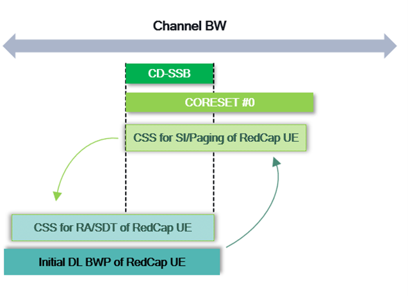 Channel BW
CD-SSB
CORESET #0
CSS for SI/Paging of RedCap UE
CSS for RA/SDT of RedCap UE
Initial DL BWP of RedCap UE